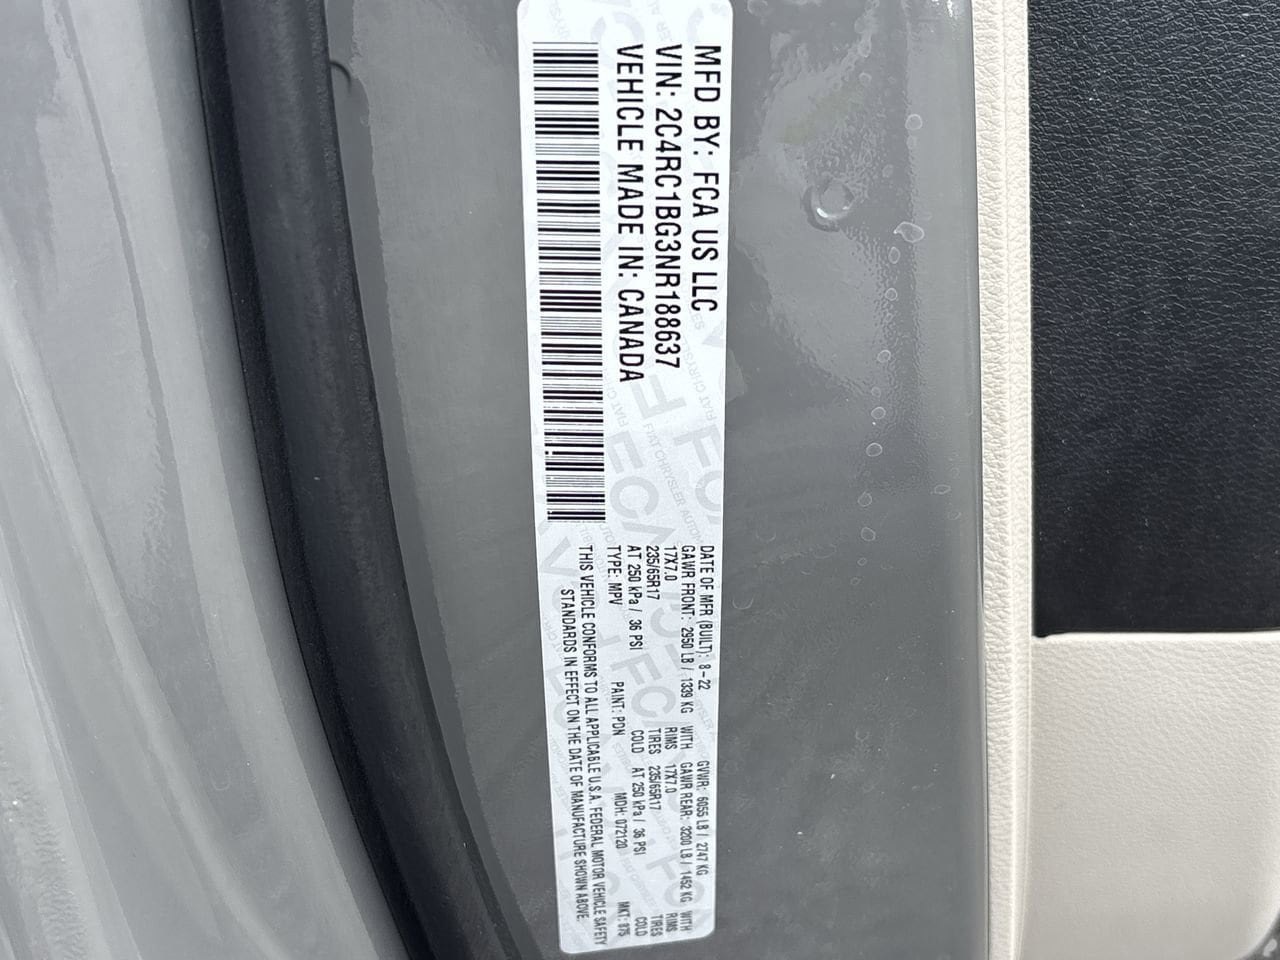 MFD BY: FCA US LLC
VIN: 2C4RC1BG3NR188637
VEHICLE MADE IN: CANADA
DATE OF MFR (BUILT): 8-22 GVWR: 6055 LB / 2747 KG
GAWR FRONT: 2950 LB / 1339 KG WITH GAWR REAR: 3200 LB / 1452 KG WITH
17X7.0 RIMS 17X7.0 RIMS
235/65R17 TIRES 235/65R17 TIRES
AT 250 kPa / 36 PSI COLD AT 250 kPa / 36 PSI COLD
TYPE: MPV PAINT: PDN MDH: 072120 MKT: 875
THIS VEHICLE CONFORMS TO ALL APPLICABLE U.S.A. FEDERAL MOTOR VEHICLE SAFETY
STANDARDS IN EFFECT ON THE DATE OF MANUFACTURE SHOWN ABOVE.